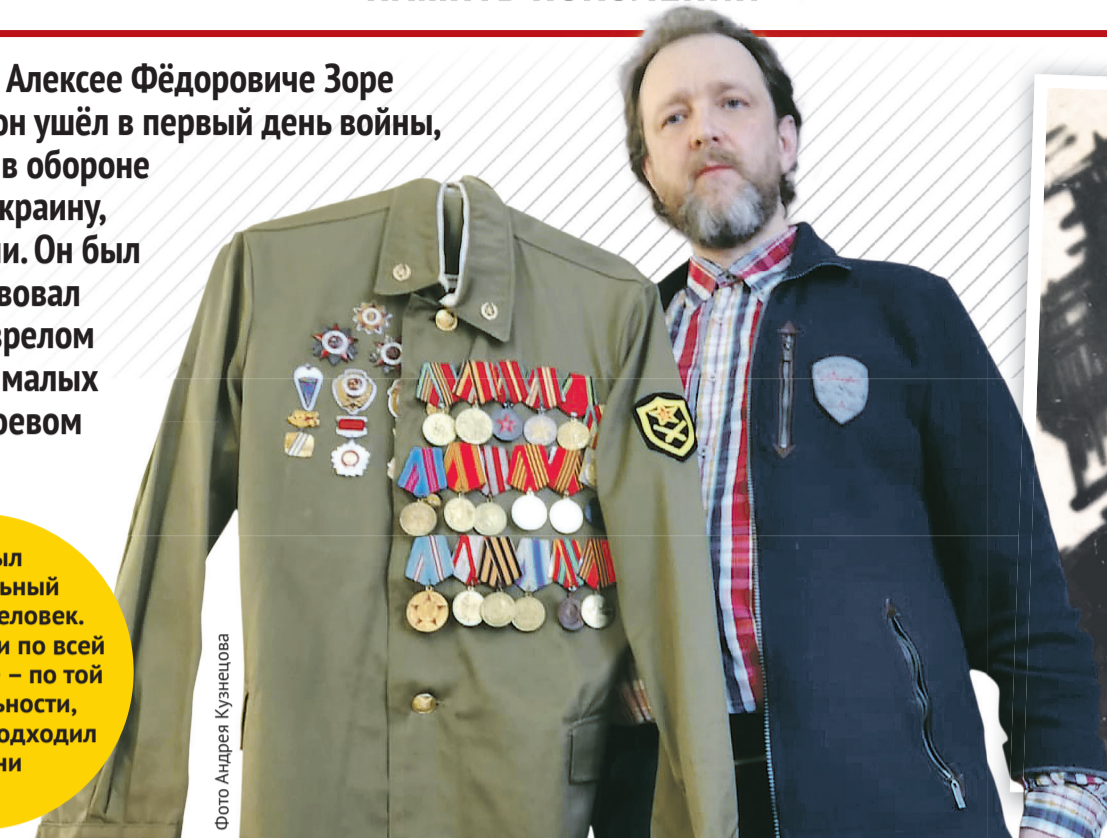 Алексее Фёдоровиче Зоре
он ушёл в первый день войны,
в обороне
краину,
и. Он был
вовал
релом
малых
ревом
ыл
ьный
еловек.
и по всей
– по той
ьности,
одходил
ни
Фото Андрея Кузнецова